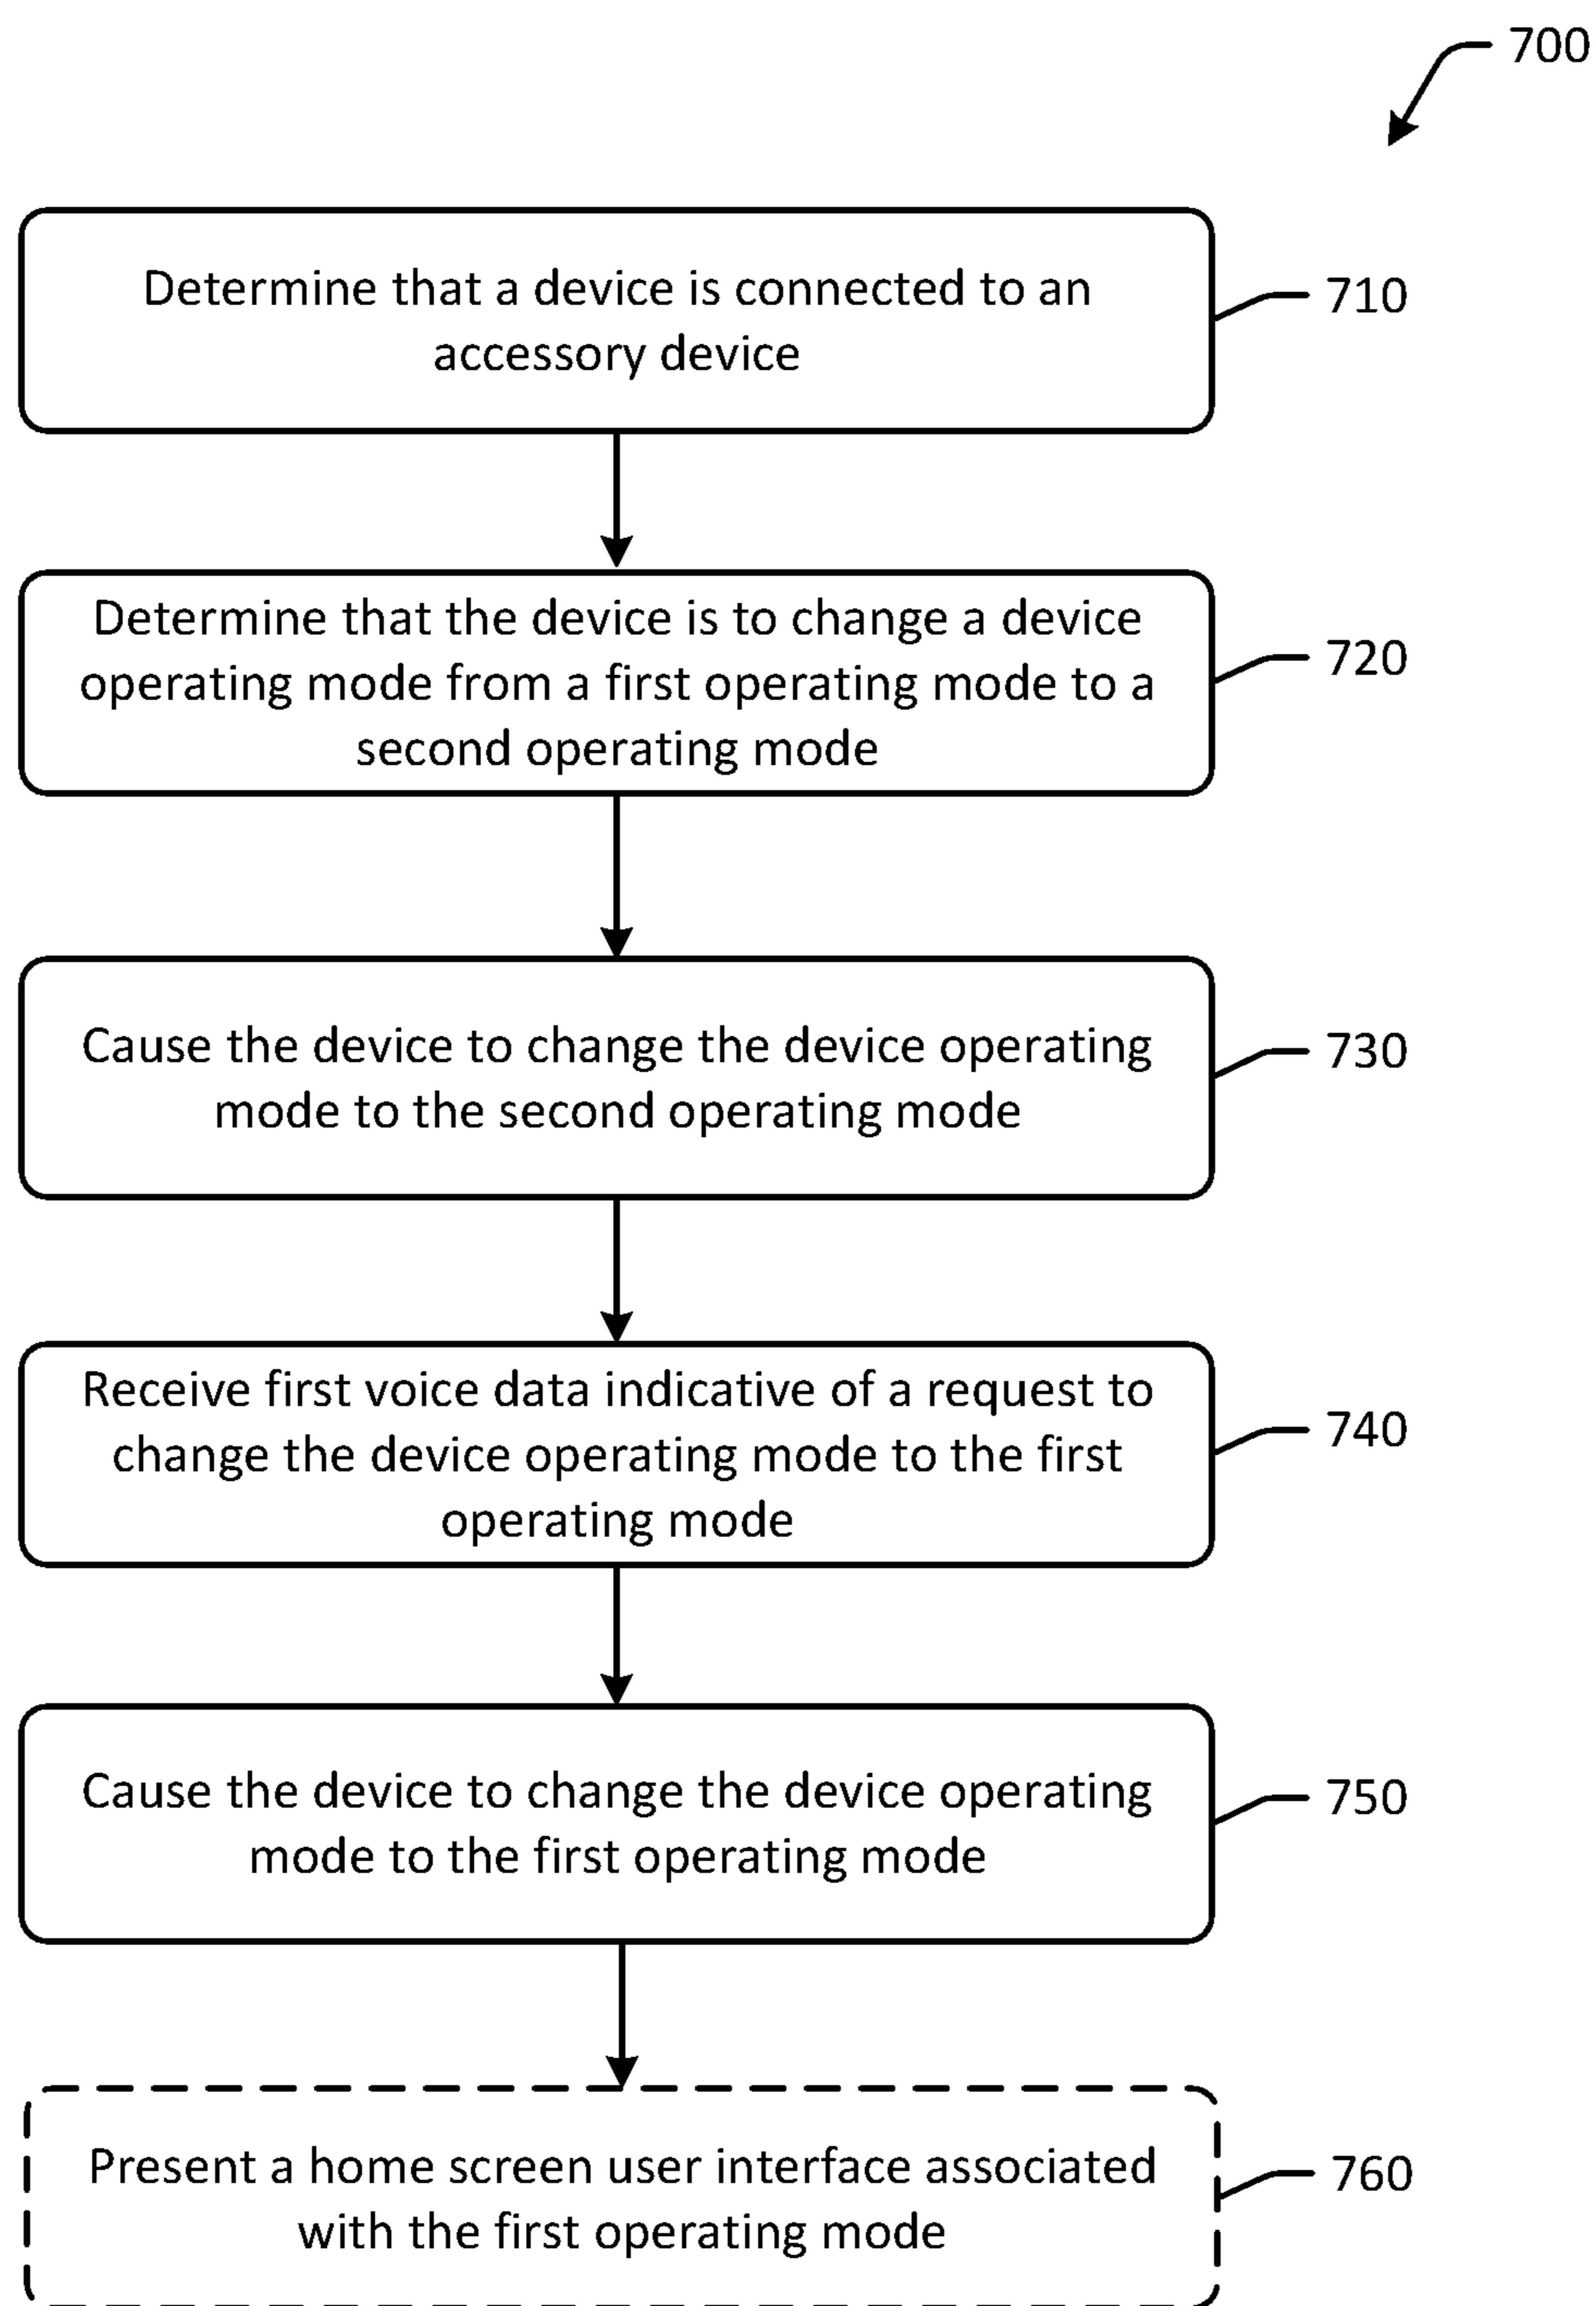 700
Determine that a device is connected to an
accessory device
710
Determine that the device is to change a device
operating mode from a first operating mode to a
second operating mode
720
Cause the device to change the device operating
mode to the second operating mode
730
Receive first voice data indicative of a request to
change the device operating mode to the first
operating mode
740
Cause the device to change the device operating
mode to the first operating mode
750
Present a home screen user interface associated
with the first operating mode
760